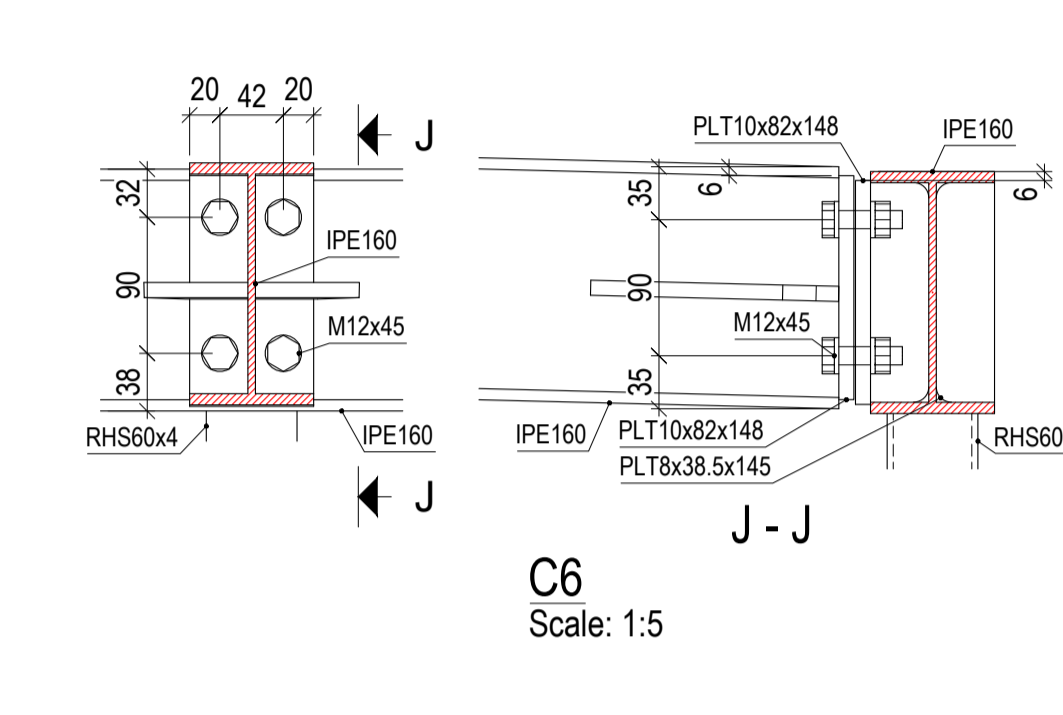 20 42 20
J
32
90
38
IPE160
M12x45
RHS60x4
IPE160
J
PLT10x82x148
IPE160
35
6
6
90
M12x45
35
IPE160
PLT10x82x148
PLT8x38.5x145
RHS60
J - J
C6
Scale: 1:5